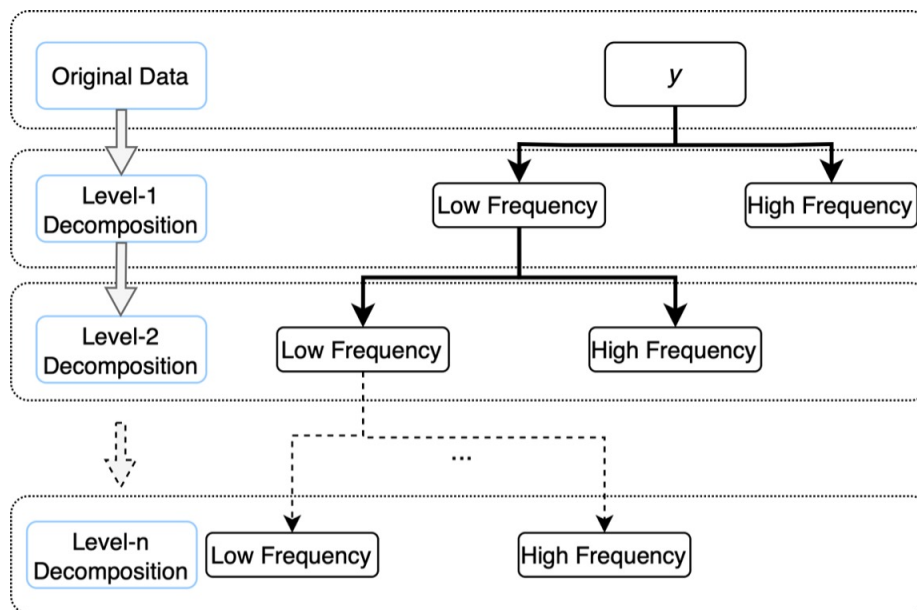 Original Data
y
Level-1
Decomposition
Low Frequency
High Frequency
Level-2
Decomposition
Low Frequency
High Frequency
...
Level-n
Decomposition
Low Frequency
High Frequency